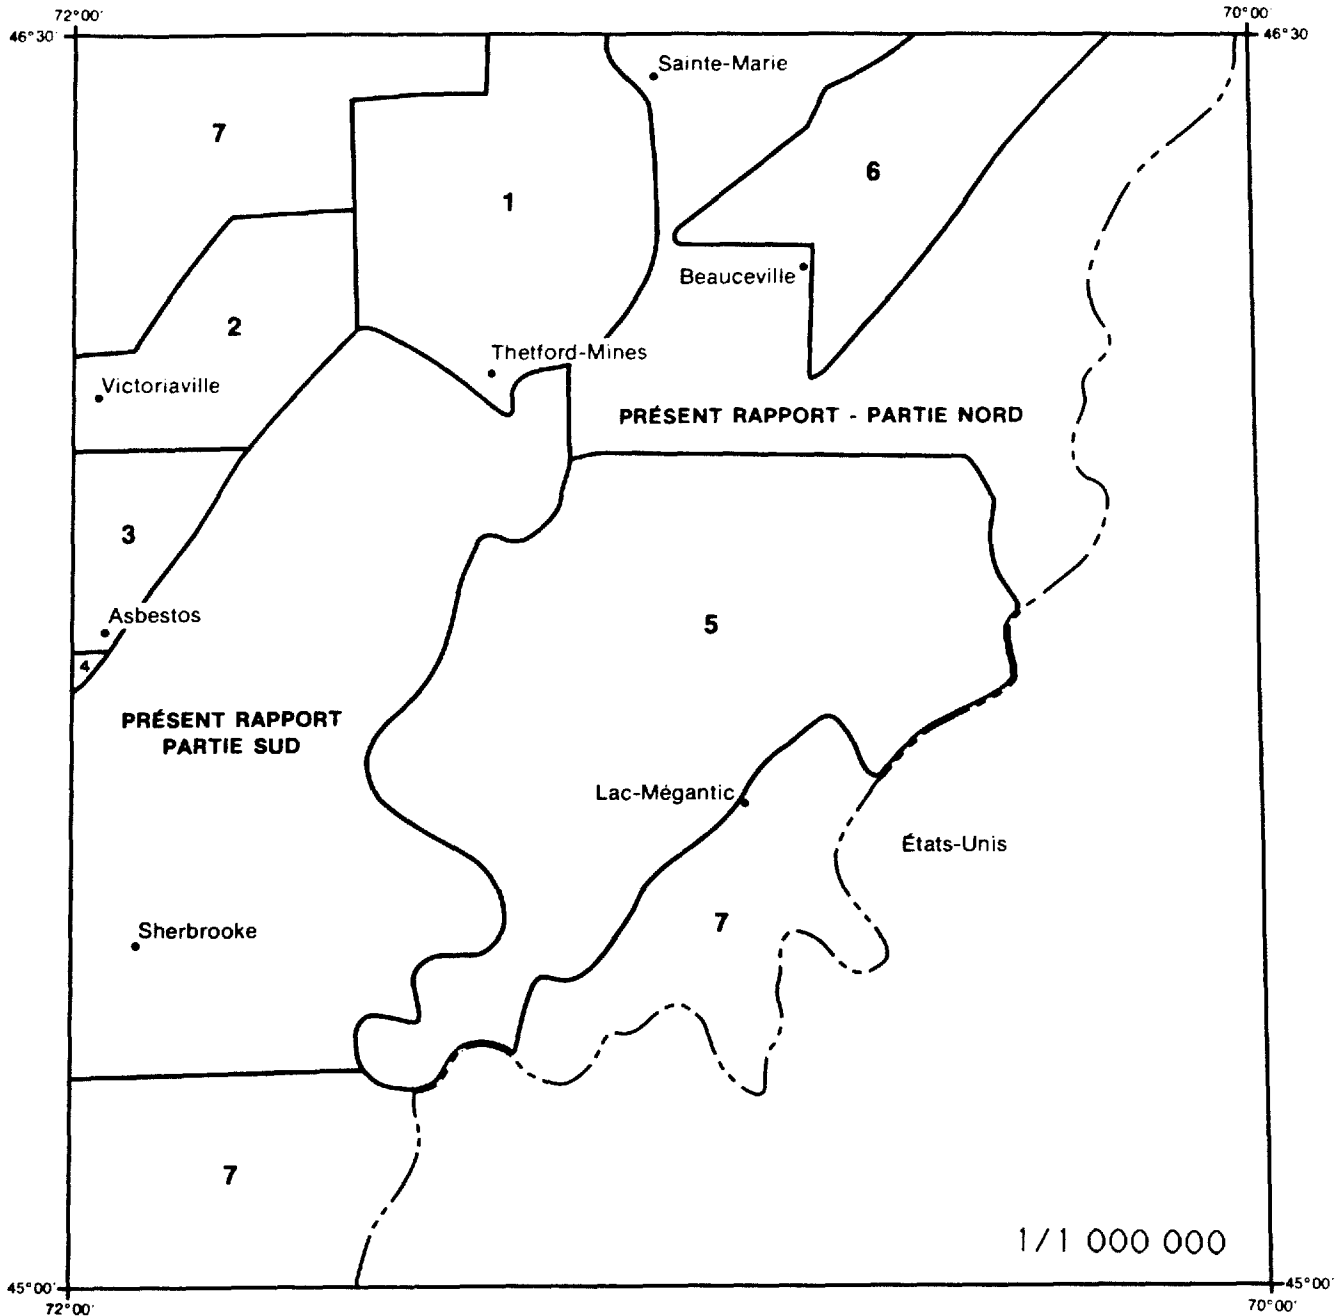 72°00'
70°00'
46°30'
46°30
Sainte-Marie
7
6
1
Beauceville
2
Thetford-Mines
Victoriaville
PRÉSENT RAPPORT - PARTIE NORD
3
Asbestos
5
4
PRÉSENT RAPPORT
PARTIE SUD
Lac-Mégantic
États-Unis
7
Sherbrooke
7
1/1 000 000
45°00'
45°00'
72°00'
70°00'